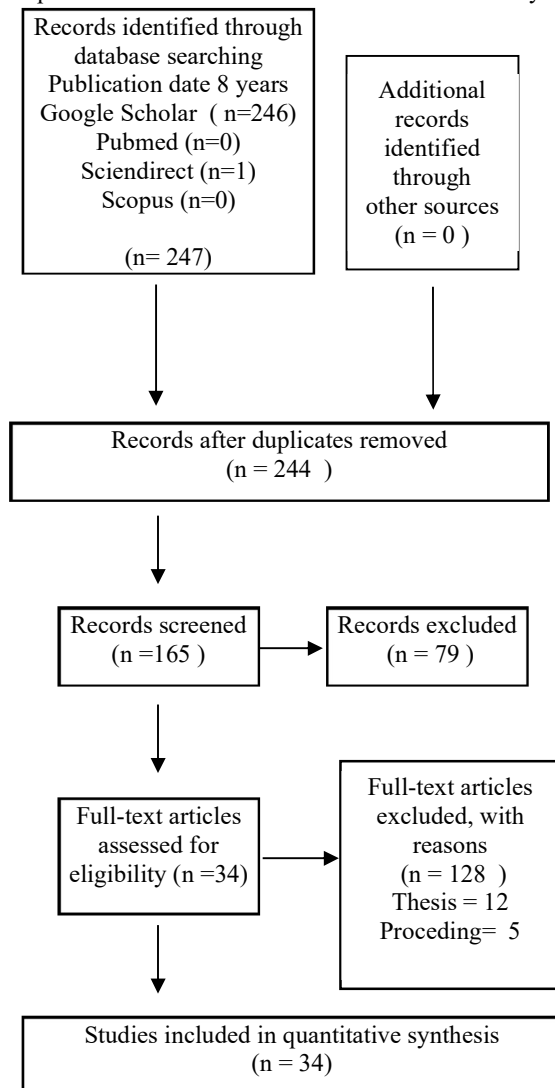 Records identified through
database searching
Publication date 8 years
Google Scholar ( n=246)
Pubmed (n=0)
Sciendirect (n=1)
Scopus (n=0)
(n= 247)
Additional
records
identified
through
other sources
(n = 0 )
Records after duplicates removed
(n = 244 )
Records screened
(n =165 )
Records excluded
(n = 79 )
Full-text articles
assessed for
eligibility (n =34)
Full-text articles
excluded, with
reasons
(n = 128 )
Thesis = 12
Proceding= 5
Studies included in quantitative synthesis
(n = 34)